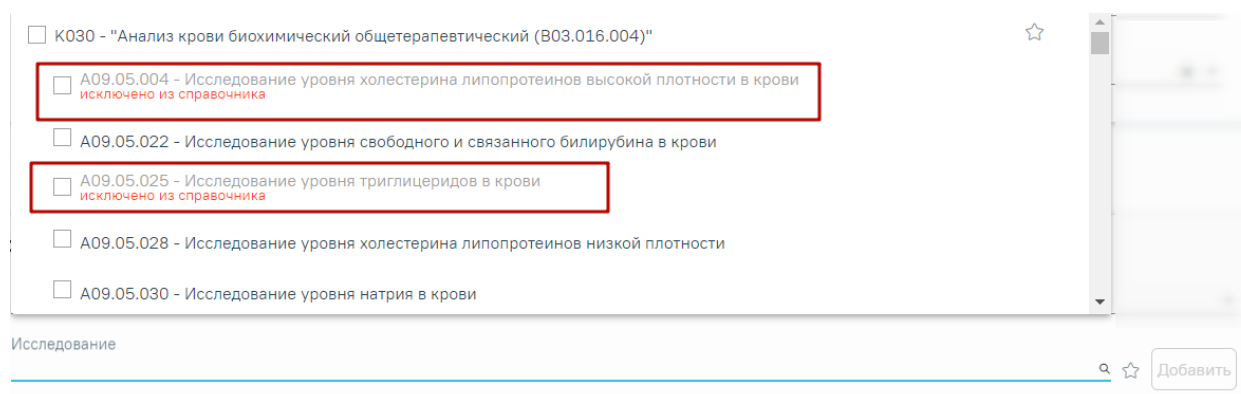 K030 - "Анализ крови биохимический общетерапевтический (B03.016.004)"
A09.05.004 - Исследование уровня холестерина липопротеинов высокой плотности в крови
исключено из справочника
A09.05.022 - Исследование уровня свободного и связанного билирубина в крови
A09.05.025 - Исследование уровня триглицеридов в крови
исключено из справочника
A09.05.028 - Исследование уровня холестерина липопротеинов низкой плотности
A09.05.030 - Исследование уровня натрия в крови
Исследование
Добавить